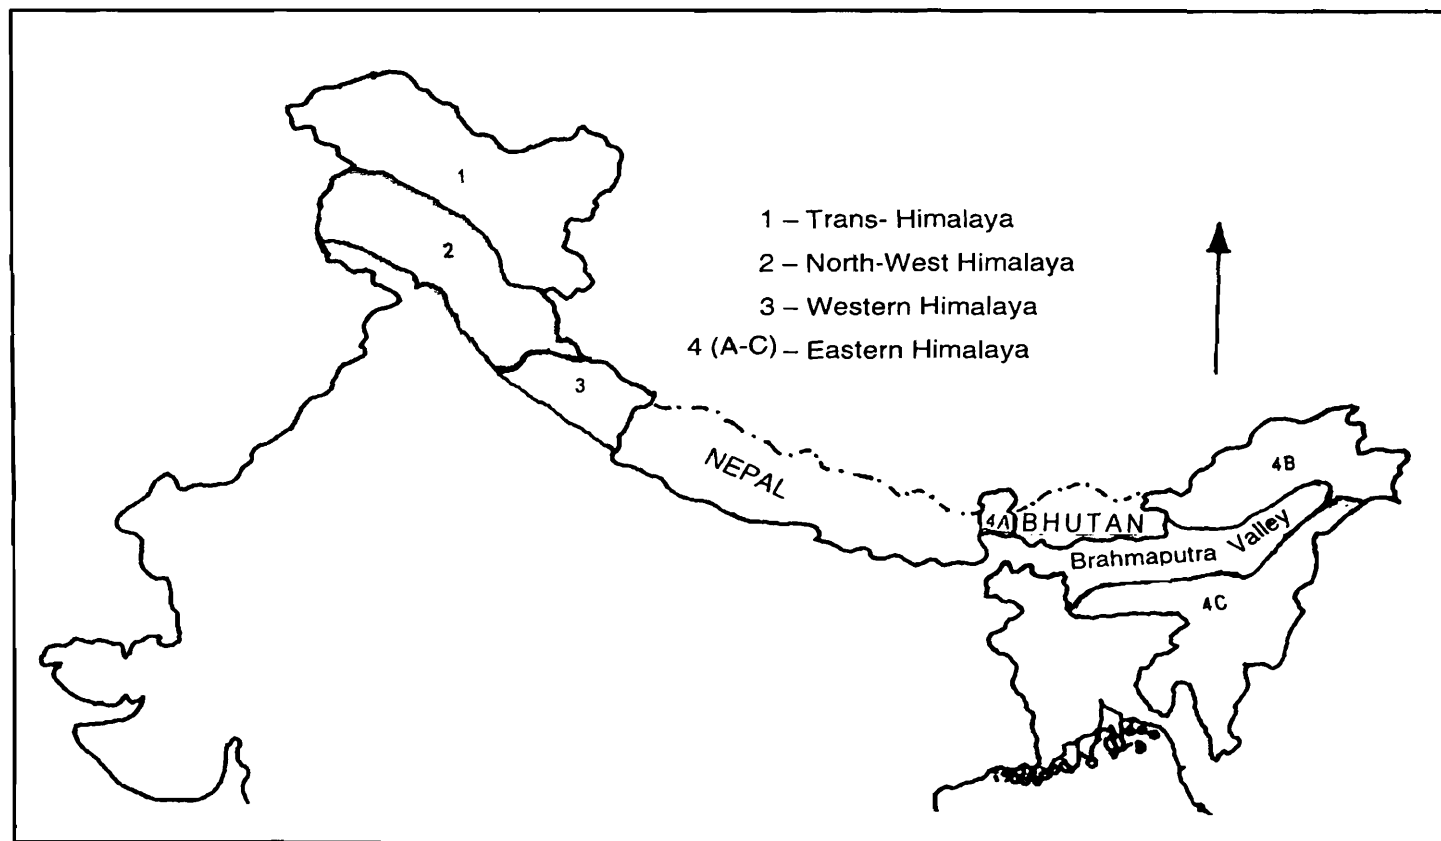 1
2
1 – Trans- Himalaya
2 – North-West Himalaya
3 – Western Himalaya
4 (A-C) – Eastern Himalaya
3
NEPAL
4B
4A
BHUTAN
Brahmaputra Valley
4C